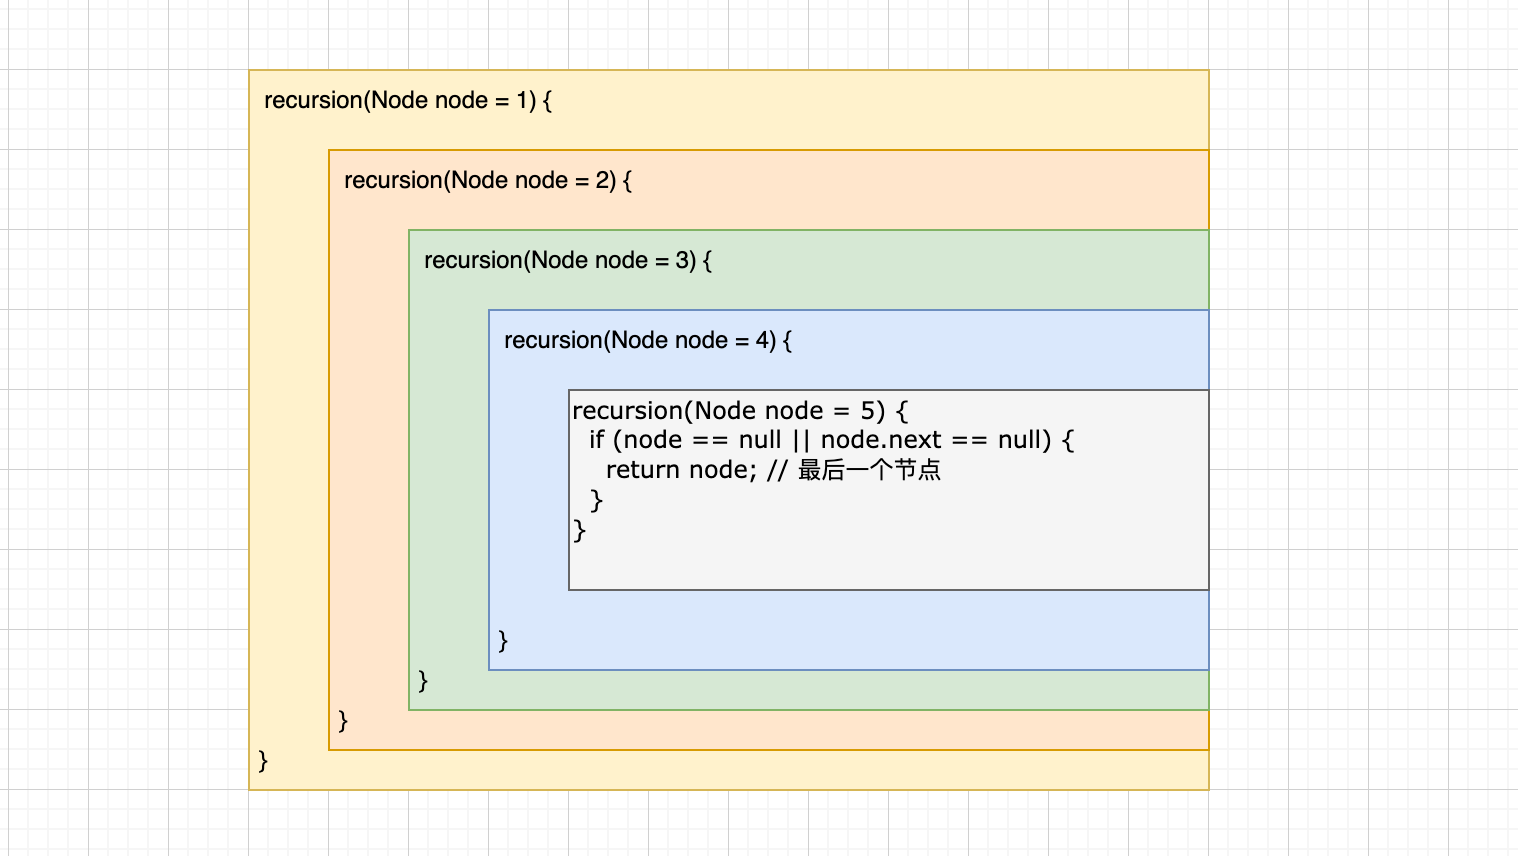 recursion(Node node = 1) {
recursion(Node node = 2) {
recursion(Node node = 3) {
recursion(Node node = 4) {
recursion(Node node = 5) {
if (node == null || node.next == null) {
return node; // 最后一个节点
}
}
}
}
}
}